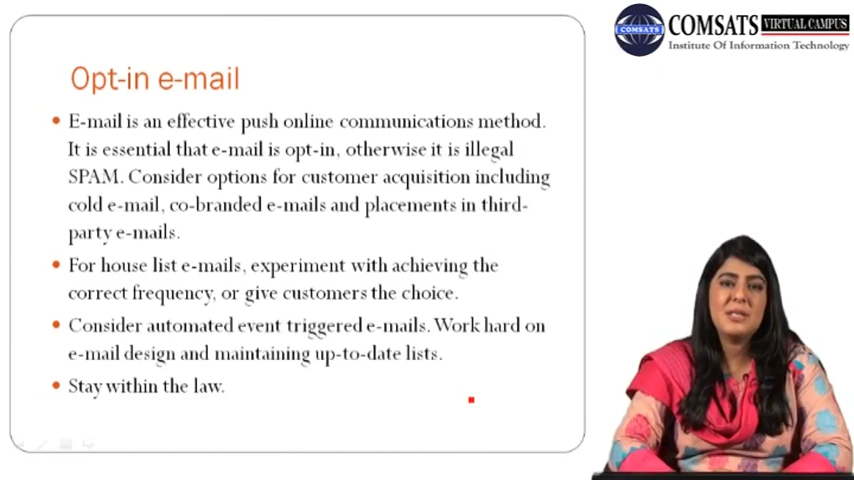 COMSATS
COMSATS VIRTUAL CAMPUS
Institute Of Information Technology
Opt-in e-mail
• E-mail is an effective push online communications method.
It is essential that e-mail is opt-in, otherwise it is illegal
SPAM. Consider options for customer acquisition including
cold e-mail, co-branded e-mails and placements in third-
party e-mails.
• For house list e-mails, experiment with achieving the
correct frequency, or give customers the choice.
• Consider automated event triggered e-mails. Work hard on
e-mail design and maintaining up-to-date lists.
• Stay within the law.